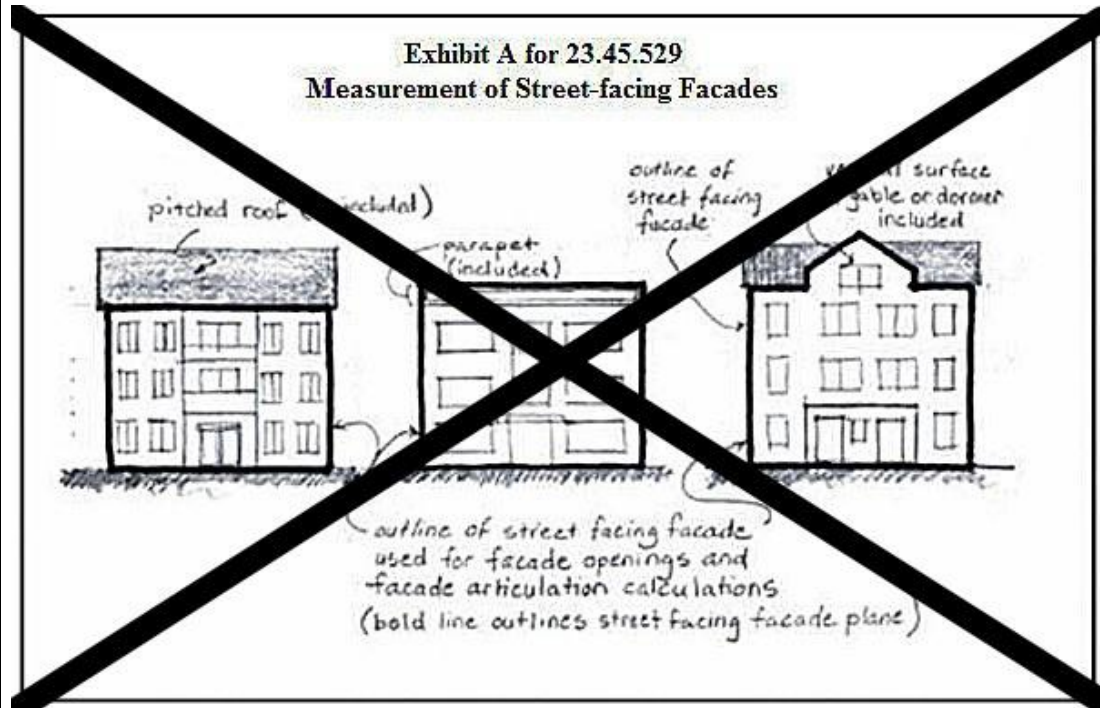 Exhibit A for 23.45.529
Measurement of Street-facing Facades
pitched roof included)
parapet
(included)
outline of
street facing
facade
surface
gable or dormer
included
outline of street facing facade
used for facade openings and
facade articulation calculations
(bold line outlines street facing facade plane)